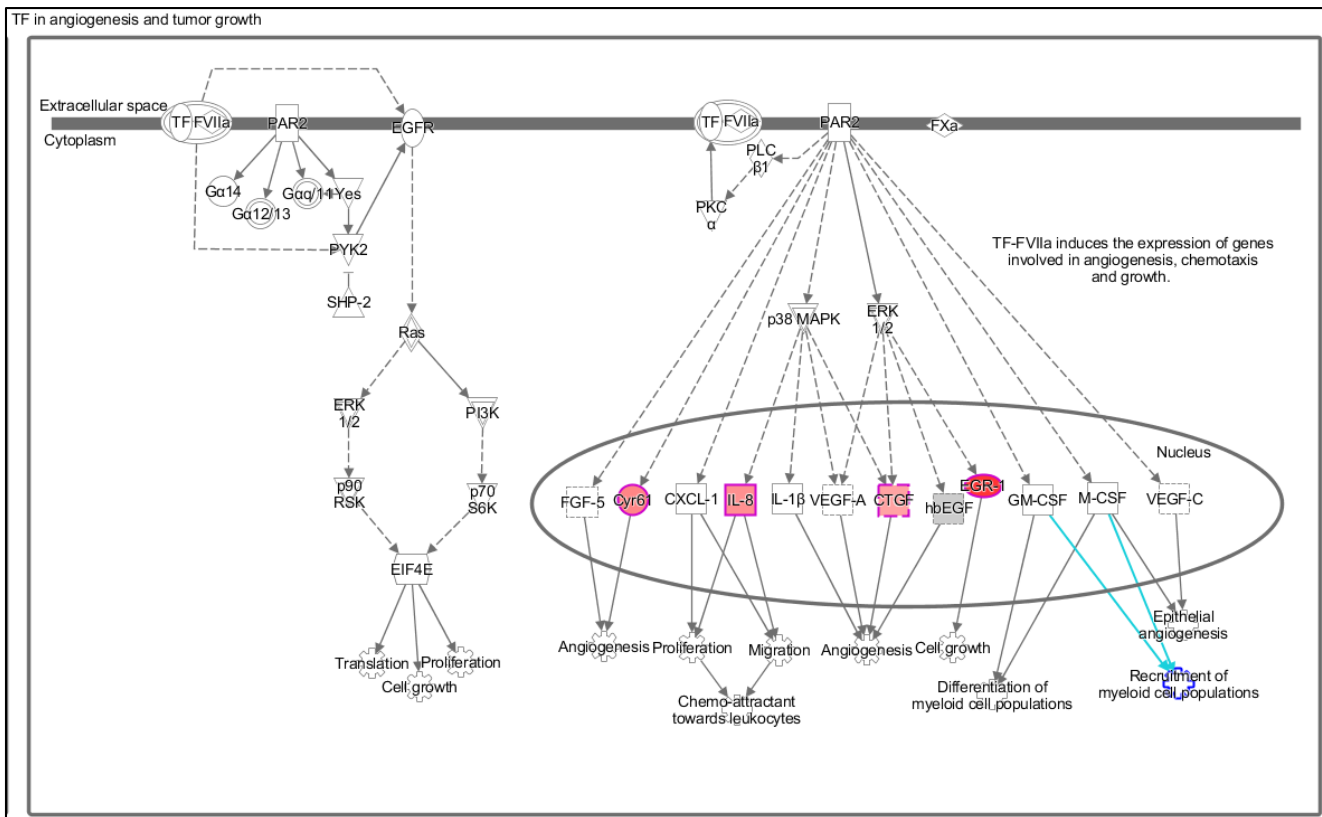 TF in angiogenesis and tumor growth
Extracellular space
Cytoplasm
TF-FVIIa
PAR2
EGFR
TF
FVIIa
PAR2
FXa
PLC
β1
Gα14
Gα12/13
Gαq/11
Yes
PKC
α
PYK2
TF-FVIIa induces the expression of genes
involved in angiogenesis, chemotaxis
and growth.
SHP-2
Ras
p38 MAPK
ERK
1/2
ERK
1/2
PI3K
Nucleus
p90
RSK
p70
S6K
FGF-5
Cyr61
CXCL-1
IL-8
IL-1β
VEGF-A
CTGF
hbEGF
EGR-1
GM-CSF
M-CSF
VEGF-C
EIF4E
Translation
Cell growth
Proliferation
Angiogenesis
Proliferation
Migration
Angiogenesis
Cell growth
Epithelial
angiogenesis
Chemo-attractant
towards leukocytes
Differentiation of
myeloid cell populations
Recruitment of
myeloid cell populations